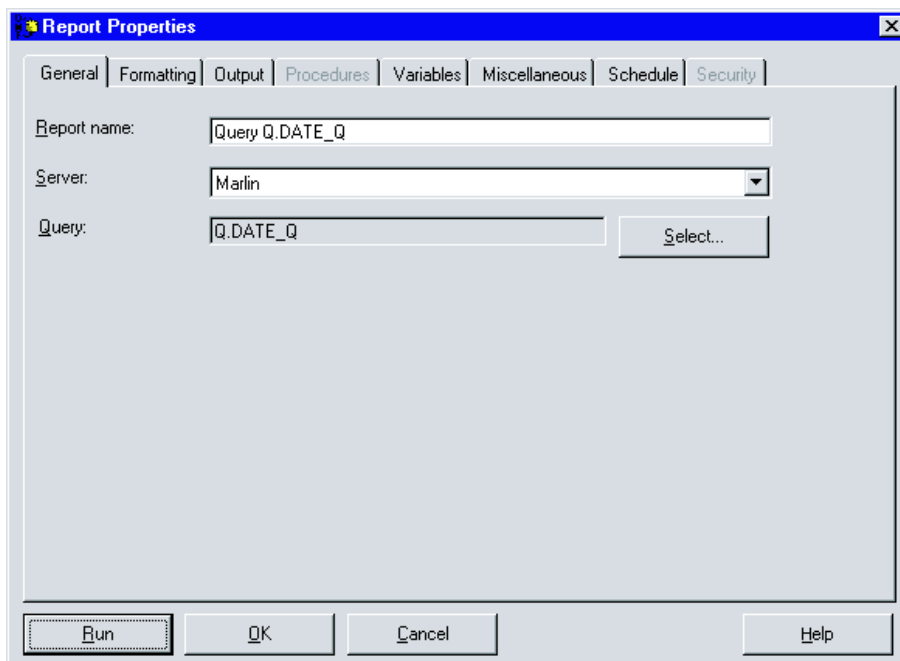 Report Properties
General Formatting Output Procedures Variables Miscellaneous Schedule Security
Report name: Query Q.DATE_Q
Server: Marlin
Query: Q.DATE_Q Select...
Run OK Cancel Help